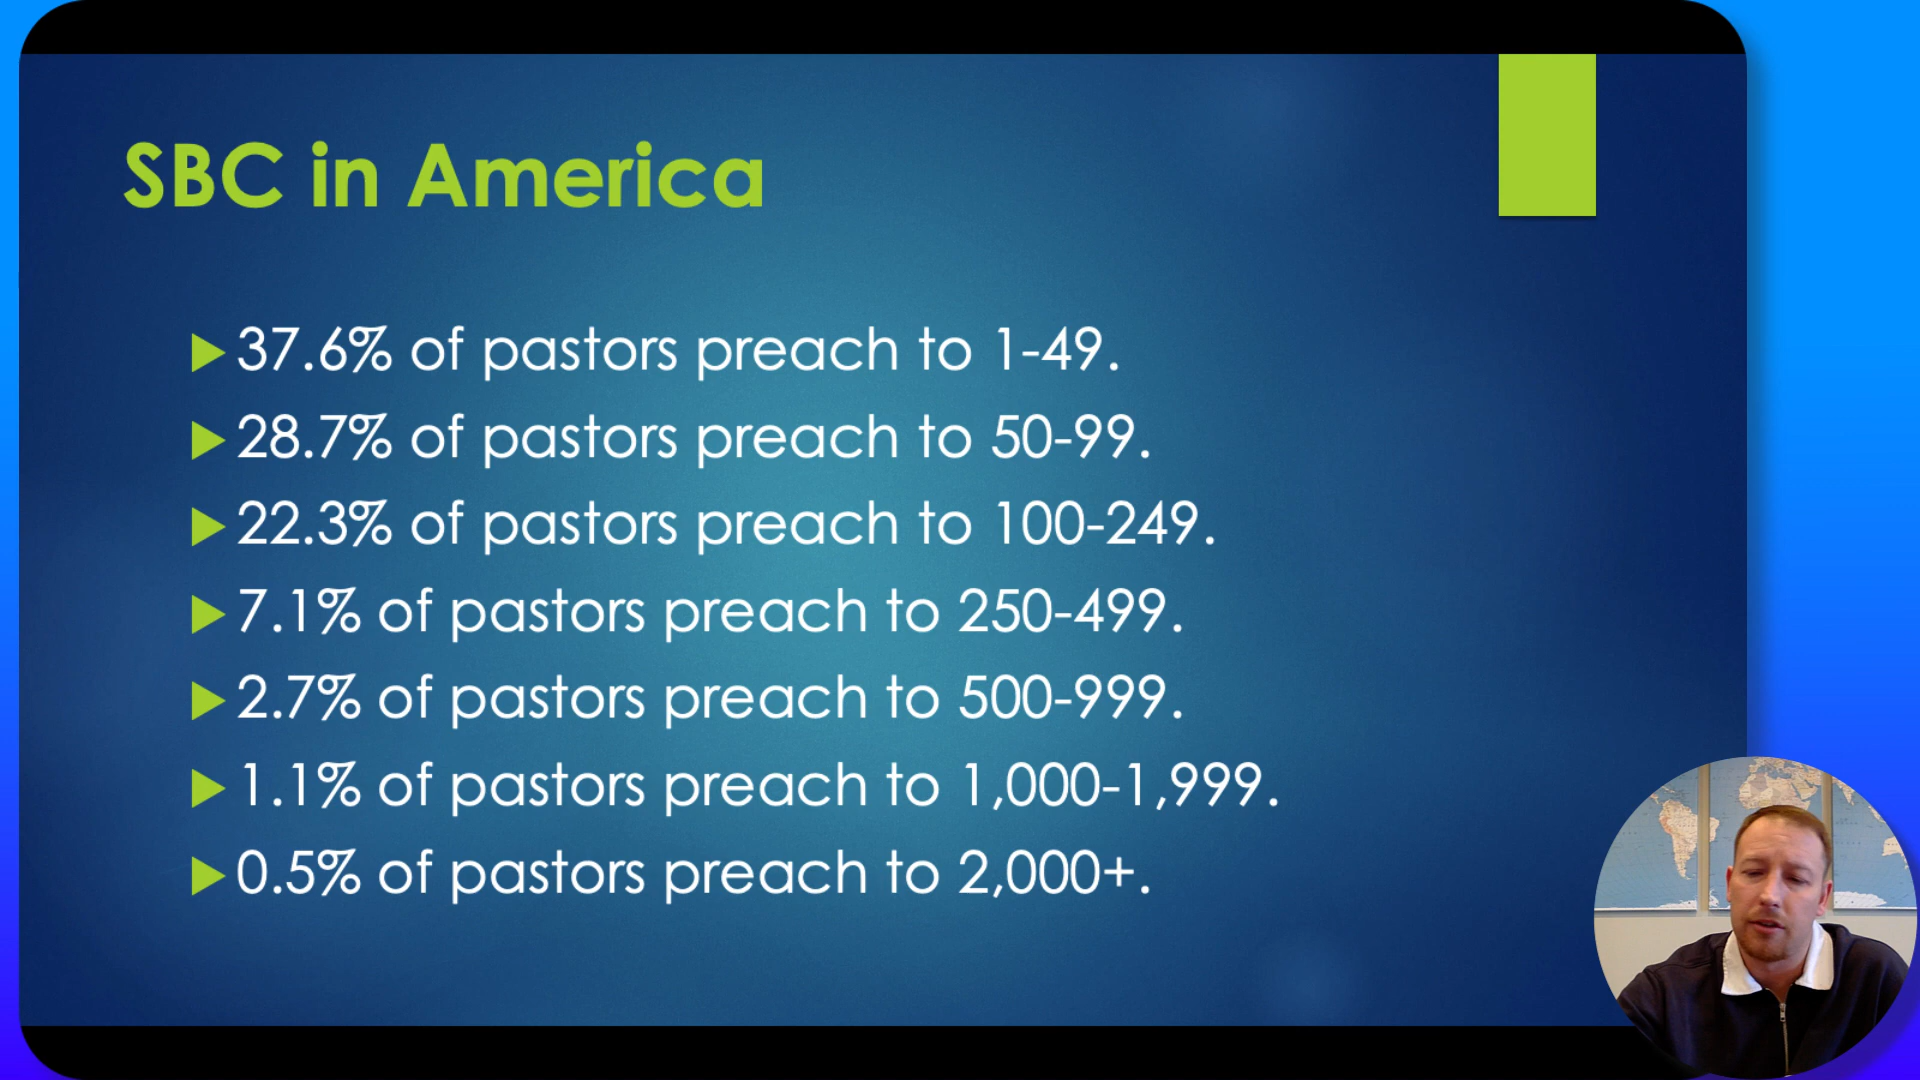 SBC in America
37.6% of pastors preach to 1-49.
28.7% of pastors preach to 50-99.
22.3% of pastors preach to 100-249.
7.1% of pastors preach to 250-499.
2.7% of pastors preach to 500-999.
1.1% of pastors preach to 1,000-1,999.
0.5% of pastors preach to 2,000+.